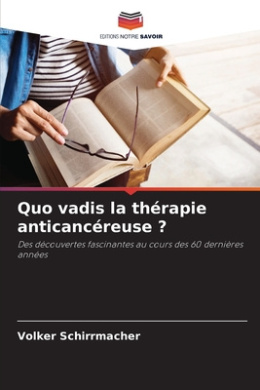 EDITIONS NOTRE SAVOIR
Quo vadis la thérapie
anticancéreuse ?
Des découvertes fascinantes au cours des 60 dernières
années
Volker Schirrmacher